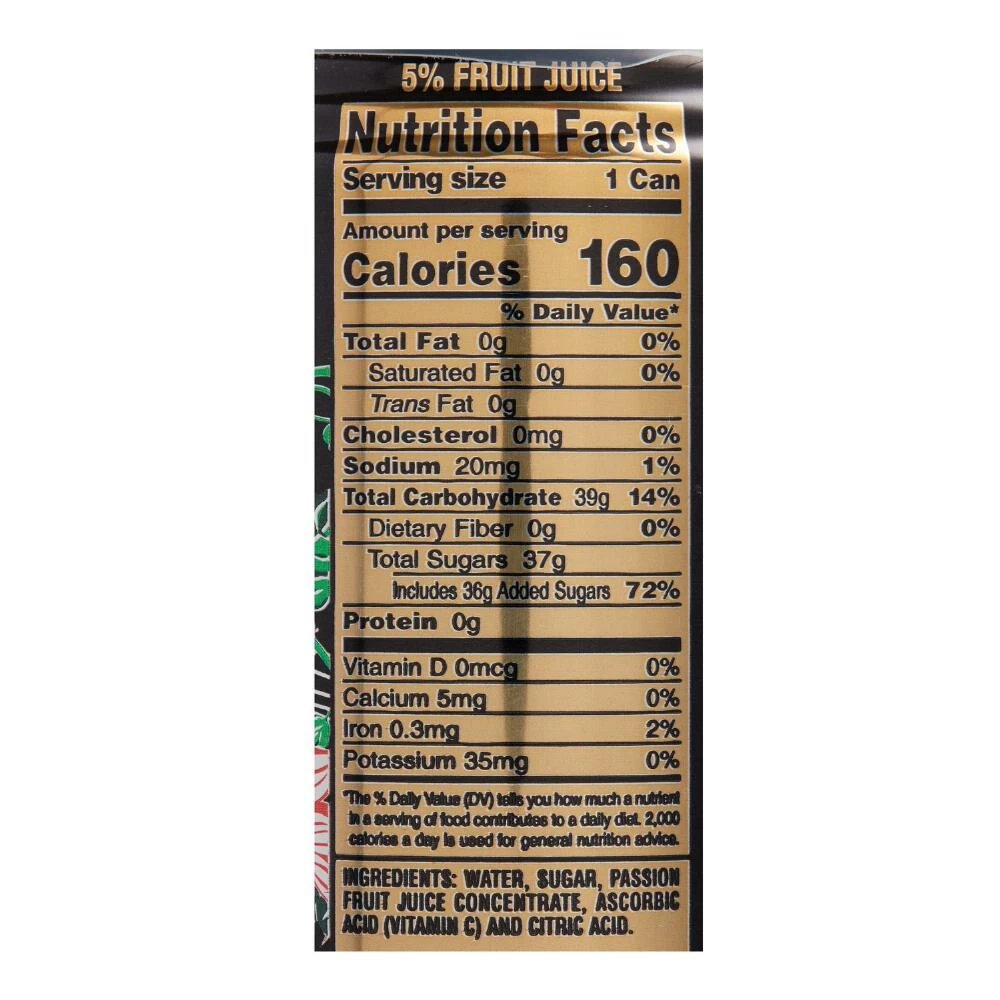 5% FRUIT JUICE
Nutrition Facts
Serving size 1 Can
Amount per serving
Calories 160
% Daily Value*
Total Fat 0g 0%
Saturated Fat 0g 0%
Trans Fat 0g
Cholesterol 0mg 0%
Sodium 20mg 1%
Total Carbohydrate 39g 14%
Dietary Fiber 0g 0%
Total Sugars 37g
Includes 36g Added Sugars 72%
Protein 0g
Vitamin D 0mcg 0%
Calcium 5mg 0%
Iron 0.3mg 2%
Potassium 35mg 0%
*The % Daily Value (DV) tells you how much a nutrient
in a serving of food contributes to a daily diet. 2,000
calories a day is used for general nutrition advice.
INGREDIENTS: WATER, SUGAR, PASSION
FRUIT JUICE CONCENTRATE, ASCORBIC
ACID (VITAMIN C) AND CITRIC ACID.